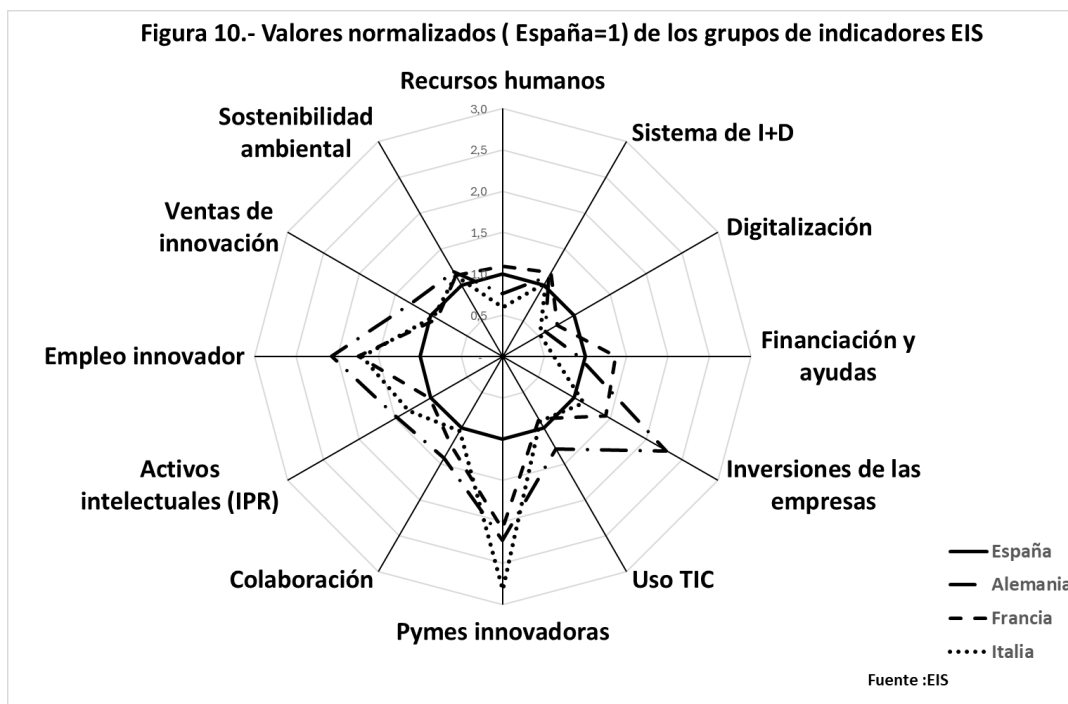 Figura 10.- Valores normalizados ( España=1) de los grupos de indicadores EIS
Recursos humanos
Sistema de I+D
Digitalización
Financiación y
ayudas
Inversiones de las
empresas
Uso TIC
Pymes innovadoras
Colaboración
Activos
intelectuales (IPR)
Empleo innovador
Ventas de
innovación
Sostenibilidad
ambiental
3,0
2,5
2,0
1,5
1,0
0,5
-
España
Alemania
Francia
Italia
Fuente :EIS